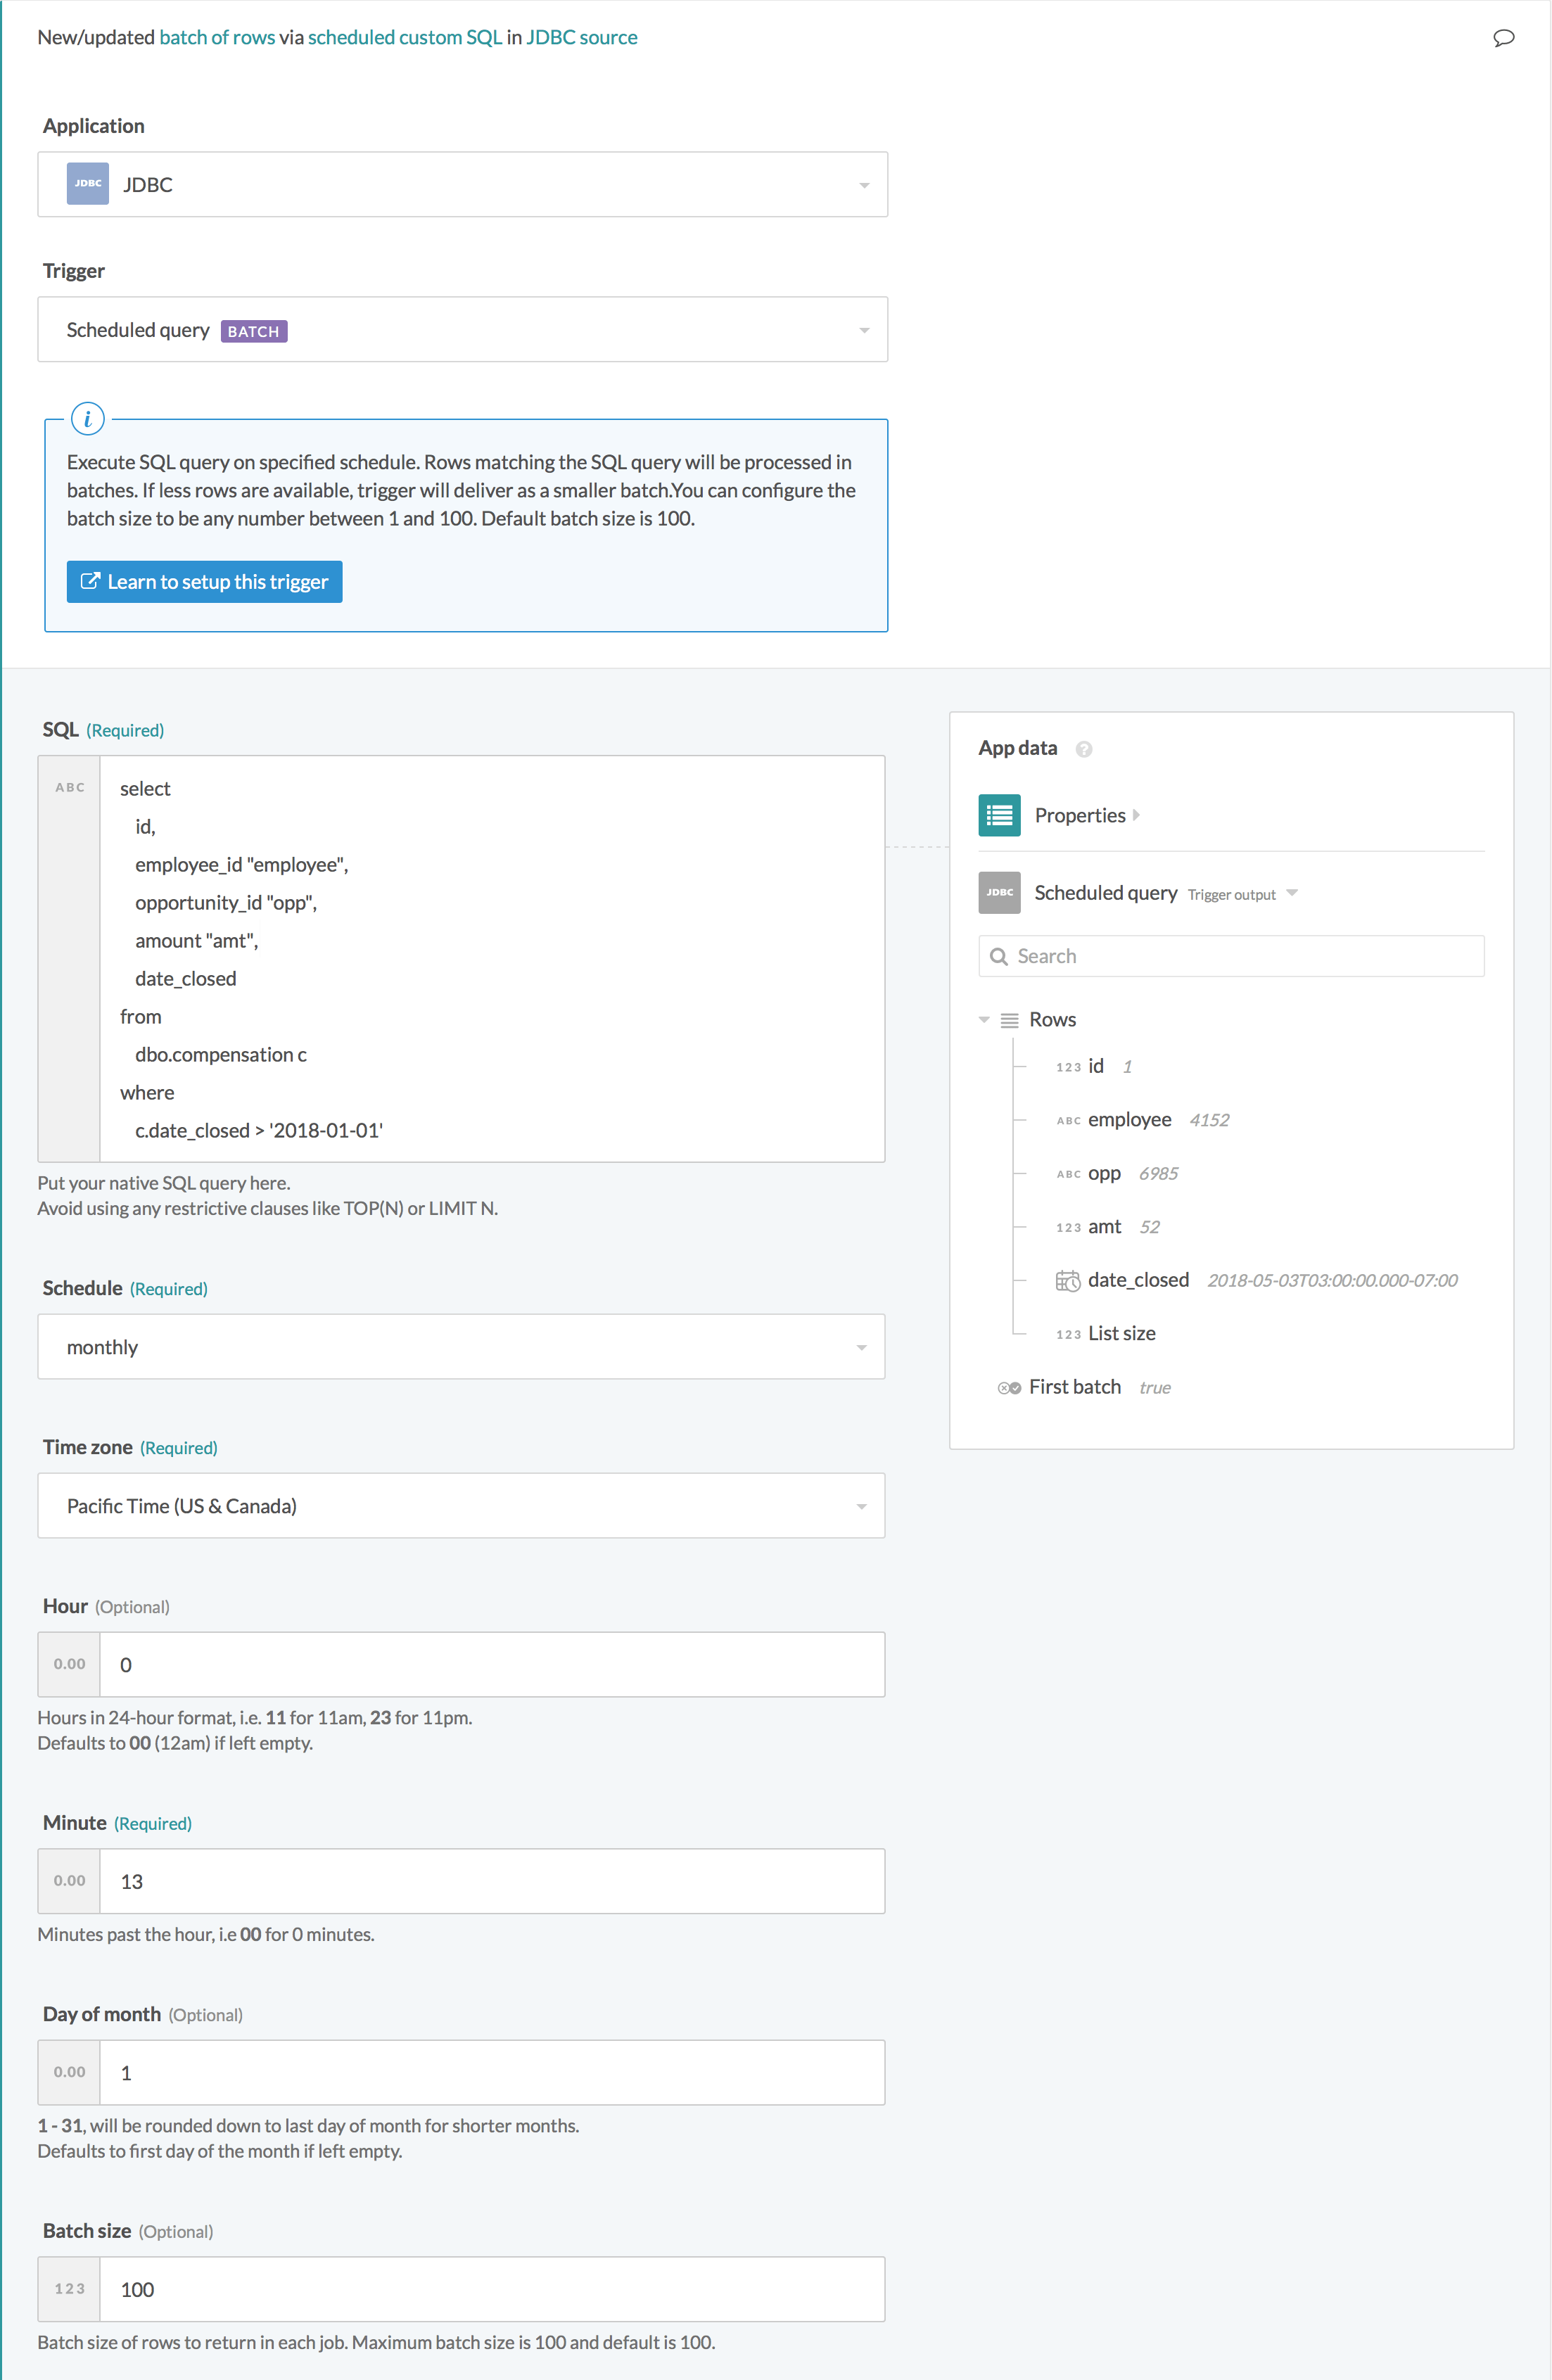 New/updated batch of rows via scheduled custom SQL in JDBC source
Application
JDBC JDBC
Trigger
Scheduled query BATCH
i
Execute SQL query on specified schedule. Rows matching the SQL query will be processed in
batches. If less rows are available, trigger will deliver as a smaller batch.You can configure the
batch size to be any number between 1 and 100. Default batch size is 100.
Learn to setup this trigger
SQL (Required)
ABC
select
id,
employee_id "employee",
opportunity_id "opp",
amount "amt",
date_closed
from
dbo.compensation c
where
c.date_closed > '2018-01-01'
Put your native SQL query here.
Avoid using any restrictive clauses like TOP(N) or LIMIT N.
Schedule (Required)
monthly
Time zone (Required)
Pacific Time (US & Canada)
Hour (Optional)
0.00 0
Hours in 24-hour format, i.e. 11 for 11am, 23 for 11pm.
Defaults to 00 (12am) if left empty.
Minute (Required)
0.00 13
Minutes past the hour, i.e 00 for 0 minutes.
Day of month (Optional)
0.00 1
1 - 31, will be rounded down to last day of month for shorter months.
Defaults to first day of the month if left empty.
Batch size (Optional)
123 100
Batch size of rows to return in each job. Maximum batch size is 100 and default is 100.
App data ?
Properties
JDBC Scheduled query Trigger output
Search
Rows
123 id 1
ABC employee 4152
ABC opp 6985
123 amt 52
date_closed 2018-05-03T03:00:00.000-07:00
123 List size
First batch true